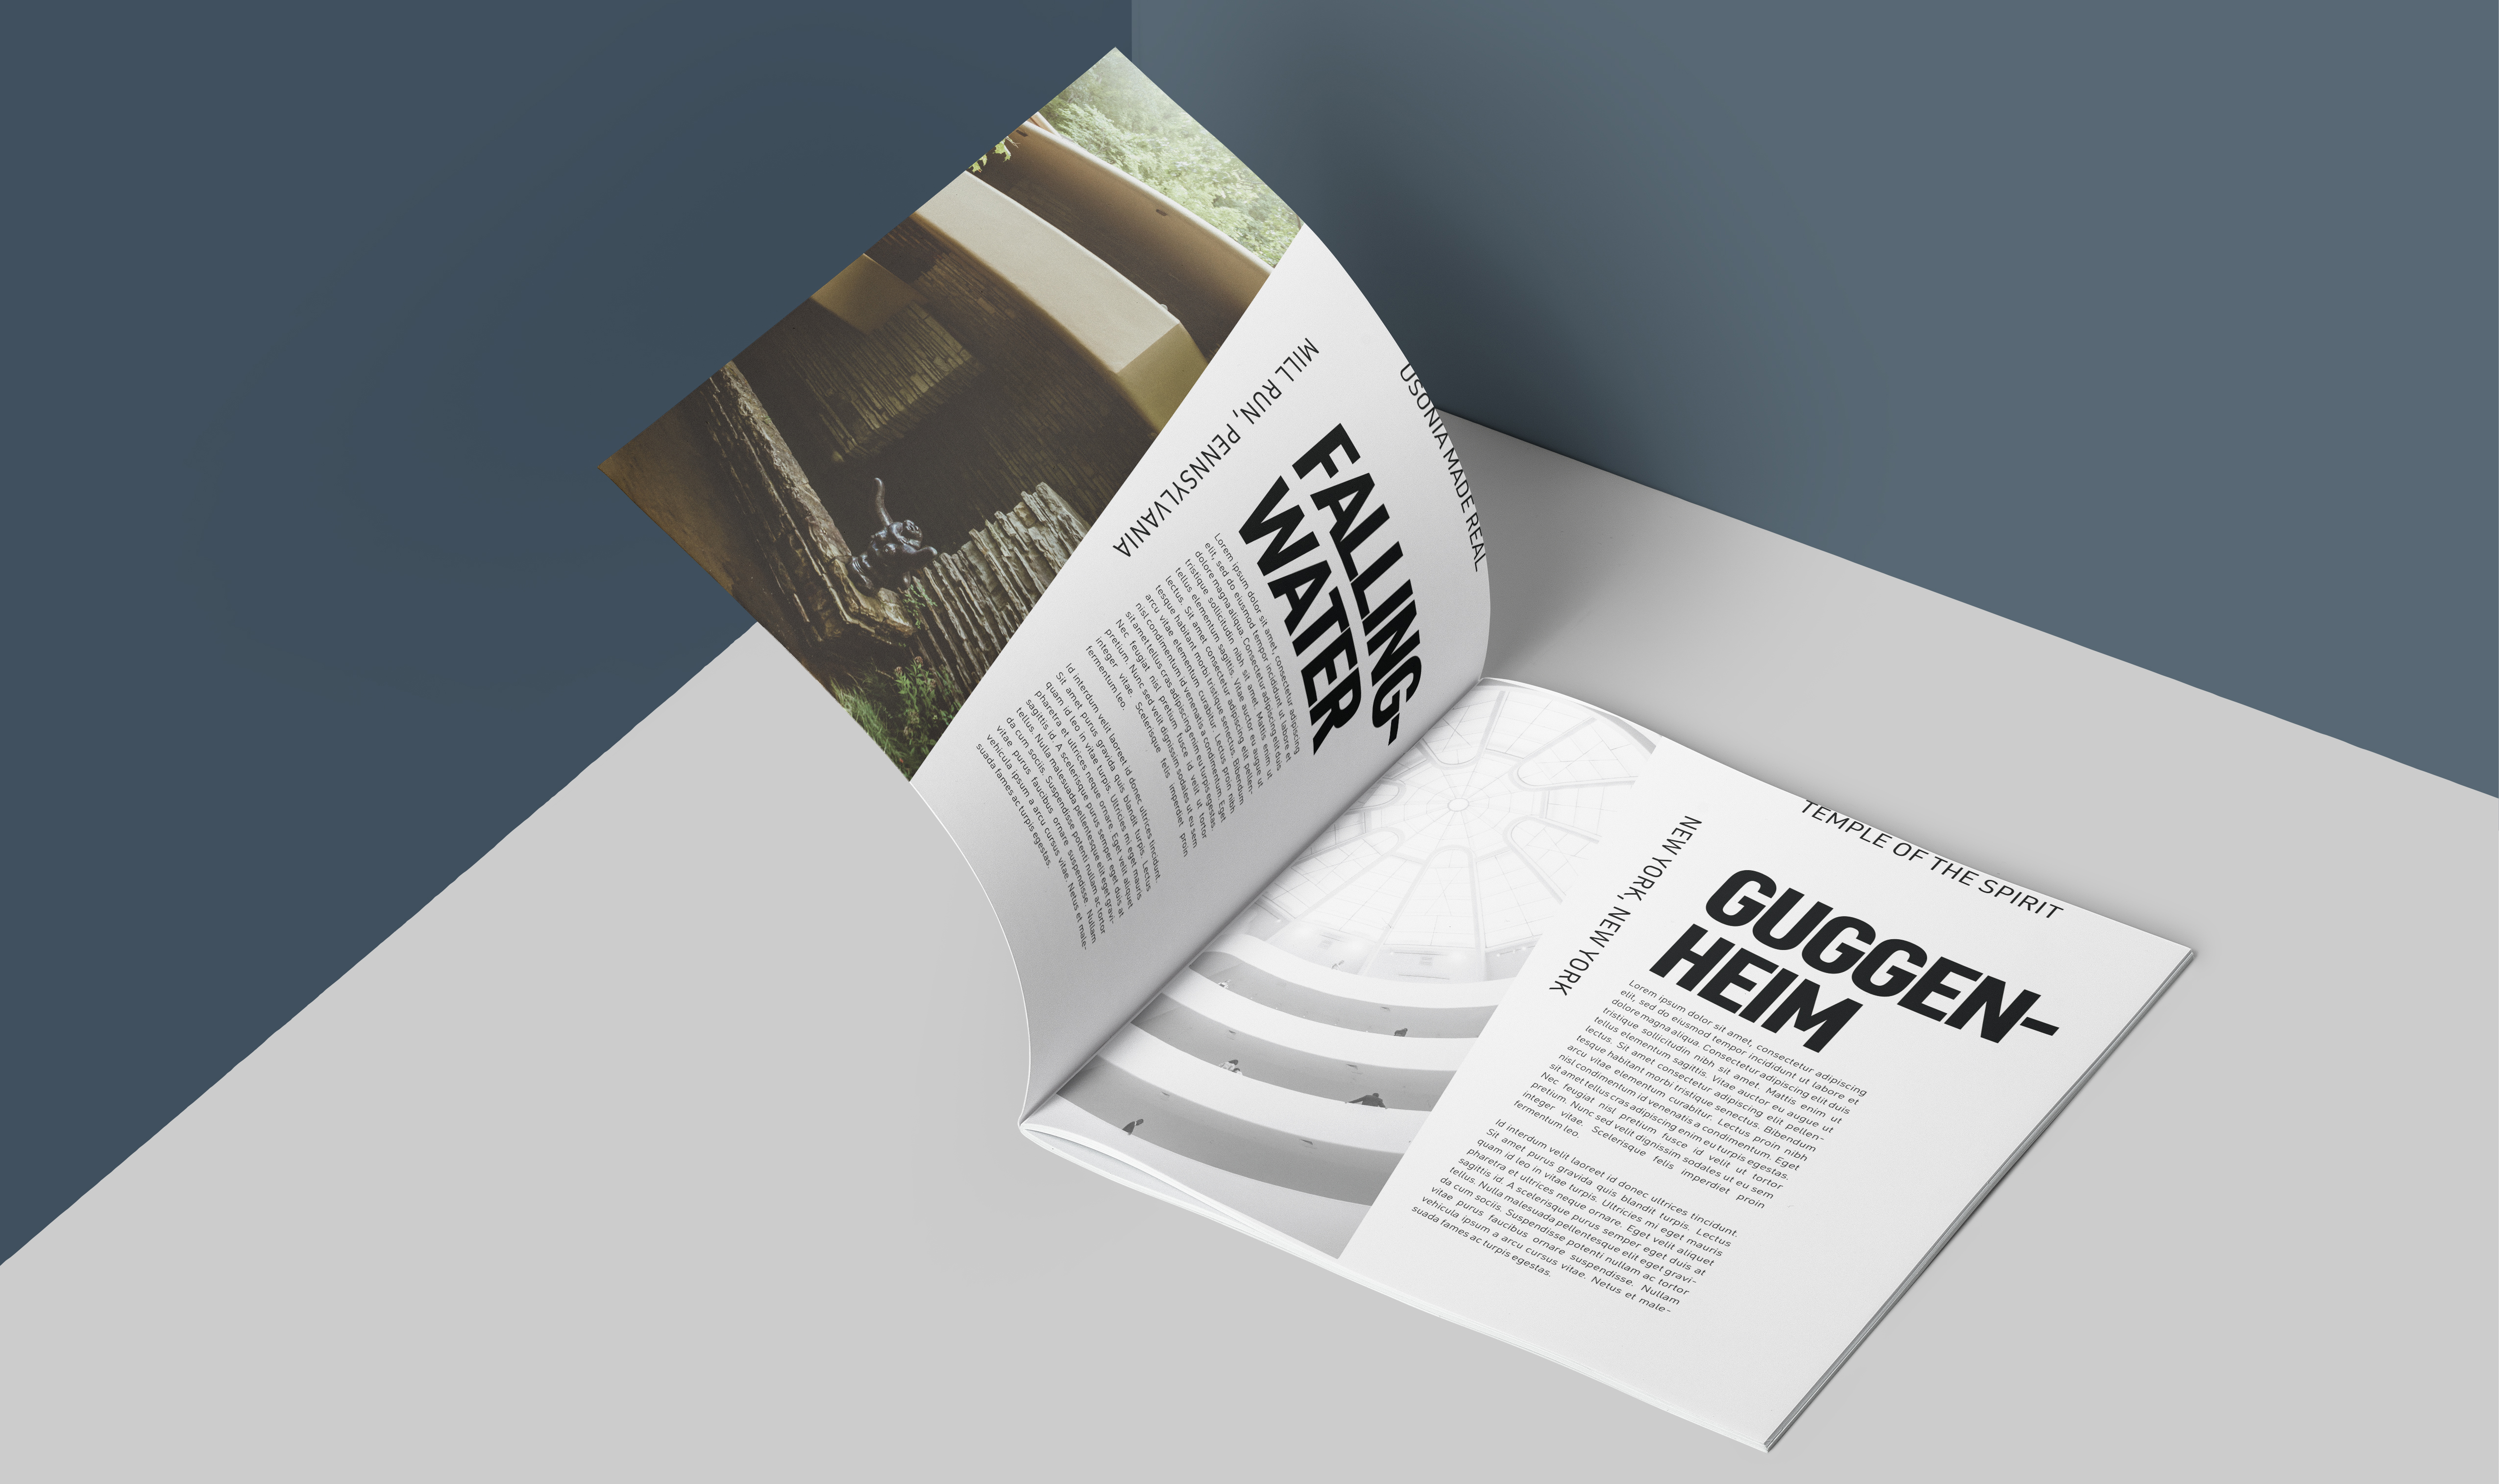 USONIA MADE REAL
MILL RUN, PENNSYLVANIA
FALLING-
WATER
Lorem ipsum dolor sit amet, consectetur adipiscing
elit, sed do eiusmod tempor incididunt ut labore et
dolore magna aliqua. Consectetur adipiscing elit duis
tristique sollicitudin nibh sit amet. Mattis enim ut
tellus elementum sagittis. Vitae auctor eu augue ut
lectus. Sit amet consectetur adipiscing elit pellen-
tesque habitant morbi tristique senectus. Bibendum
arcu vitae elementum curabitur. Lectus proin nibh
nisl condimentum id venenatis a condimentum. Eget
sit amet tellus cras adipiscing enim eu turpis egestas.
Nec feugiat nisl pretium fusce id velit ut tortor
pretium. Nunc sed velit dignissim sodales ut eu sem
integer vitae. Scelerisque felis imperdiet proin
fermentum leo.
Id interdum velit laoreet id donec ultrices tincidunt.
Sit amet purus gravida quis blandit turpis. Lectus
quam id leo in vitae turpis. Ultricies mi eget mauris
pharetra et ultrices neque ornare. Eget velit aliquet
sagittis id. A scelerisque purus semper eget duis at
tellus. Nulla malesuada pellentesque elit eget gravi-
da cum sociis. Suspendisse potenti nullam ac tortor
vitae purus faucibus ornare suspendisse. Nullam
vehicula ipsum a arcu cursus vitae. Netus et male-
suada fames ac turpis egestas.
TEMPLE OF THE SPIRIT
NEW YORK, NEW YORK
GUGGEN-
HEIM
Lorem ipsum dolor sit amet, consectetur adipiscing
elit, sed do eiusmod tempor incididunt ut labore et
dolore magna aliqua. Consectetur adipiscing elit duis
tristique sollicitudin nibh sit amet. Mattis enim ut
tellus elementum sagittis. Vitae auctor eu augue ut
lectus. Sit amet consectetur adipiscing elit pellen-
tesque habitant morbi tristique senectus. Bibendum
arcu vitae elementum curabitur. Lectus proin nibh
nisl condimentum id venenatis a condimentum. Eget
sit amet tellus cras adipiscing enim eu turpis egestas.
Nec feugiat nisl pretium fusce id velit ut tortor
pretium. Nunc sed velit dignissim sodales ut eu sem
integer vitae. Scelerisque felis imperdiet proin
fermentum leo.
Id interdum velit laoreet id donec ultrices tincidunt.
Sit amet purus gravida quis blandit turpis. Lectus
quam id leo in vitae turpis. Ultricies mi eget mauris
pharetra et ultrices neque ornare. Eget velit aliquet
sagittis id. A scelerisque purus semper eget duis at
tellus. Nulla malesuada pellentesque elit eget gravi-
da cum sociis. Suspendisse potenti nullam ac tortor
vitae purus faucibus ornare suspendisse. Nullam
vehicula ipsum a arcu cursus vitae. Netus et male-
suada fames ac turpis egestas.